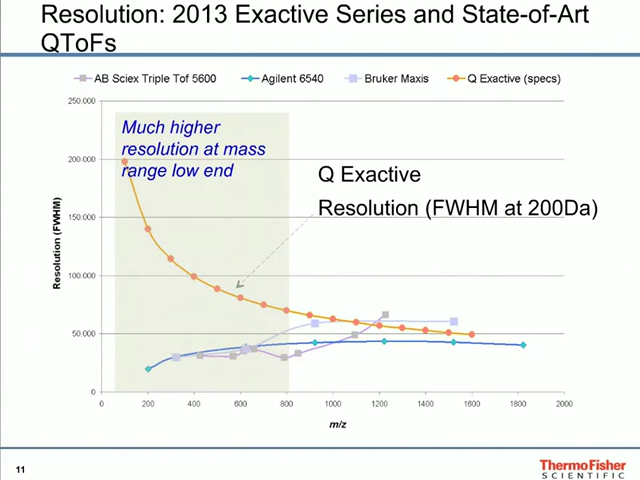 Resolution: 2013 Exactive Series and State-of-Art
QToFs
AB Sciex Triple Tof 5600
Agilent 6540
Bruker Maxis
Q Exactive (specs)
250.000
200.000
150.000
100.000
50.000
0
Resolution (FWHM)
Much higher
resolution at mass
range low end
Q Exactive
Resolution (FWHM at 200Da)
0
200
400
600
800
1000
1200
1400
1600
1800
2000
m/z
11
ThermoFisher
SCIENTIFIC